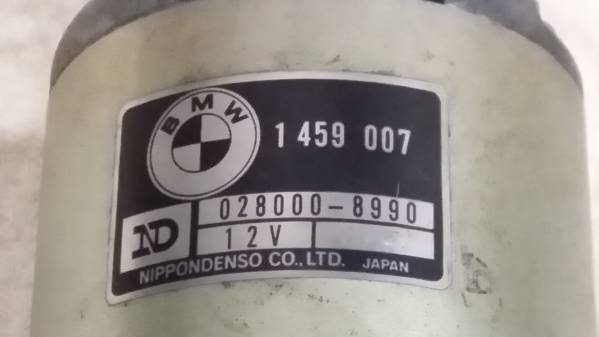 BMW
1 459 007
028000-8990
ND
12V
NIPPONDENSO CO., LTD. JAPAN